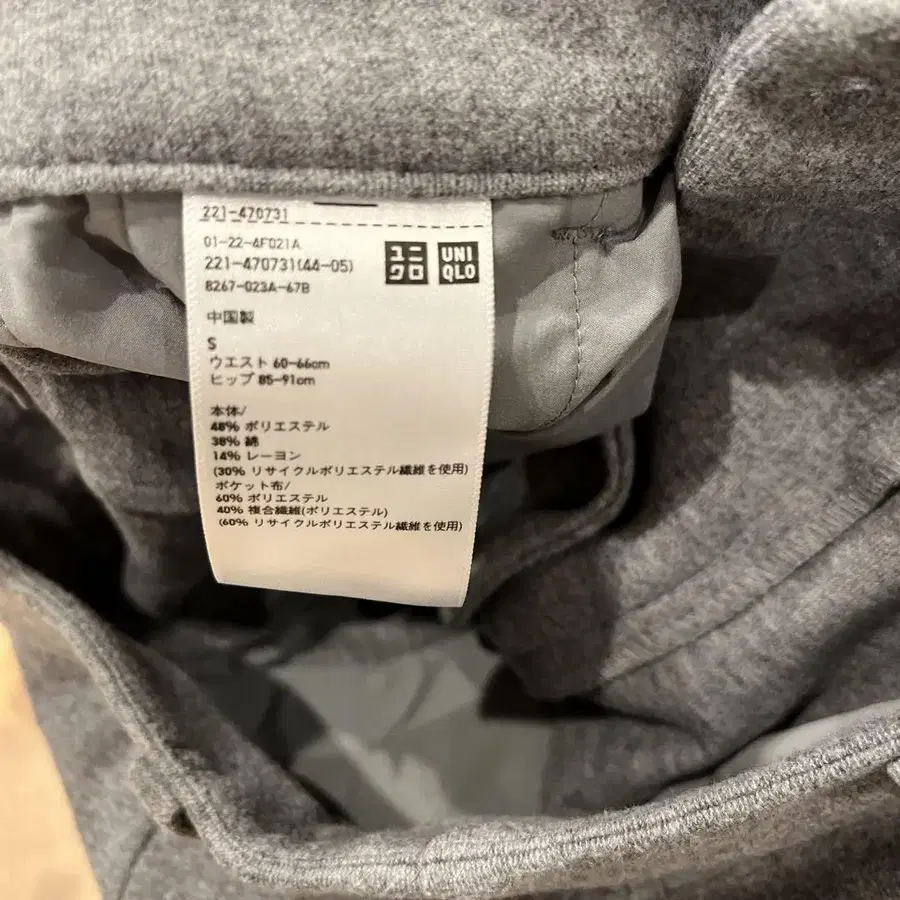 221-470731
01-22-4F021A
221-470731(44-05)
8267-023A-67B
ユニクロ
UNIQLO
中国製
S
ウエスト 60-66cm
ヒップ 85-91cm
本体/
48% ポリエステル
38% 綿
14% レーヨン
(30% リサイクルポリエステル繊維を使用)
ポケット布/
60% ポリエステル
40% 複合繊維(ポリエステル)
(60% リサイクルポリエステル繊維を使用)